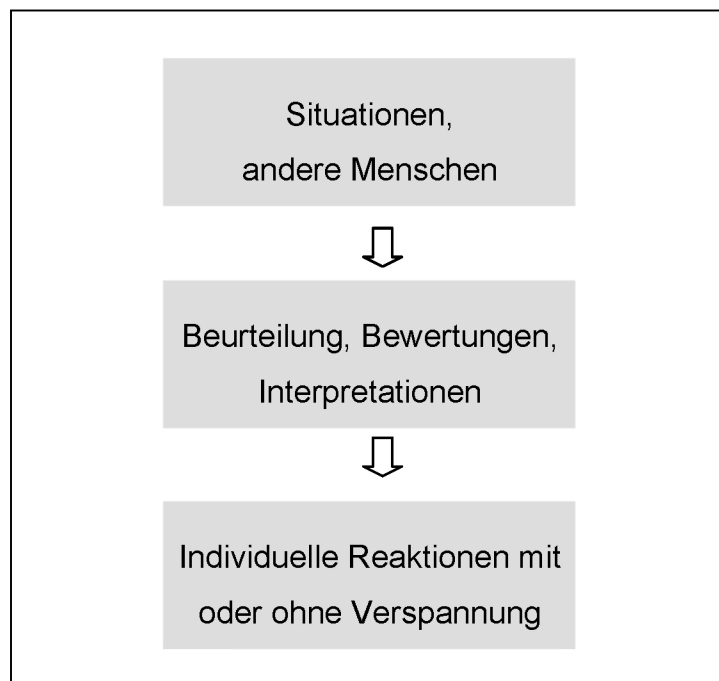 Situationen,
andere Menschen
Beurteilung, Bewertungen,
Interpretationen
Individuelle Reaktionen mit
oder ohne Verspannung